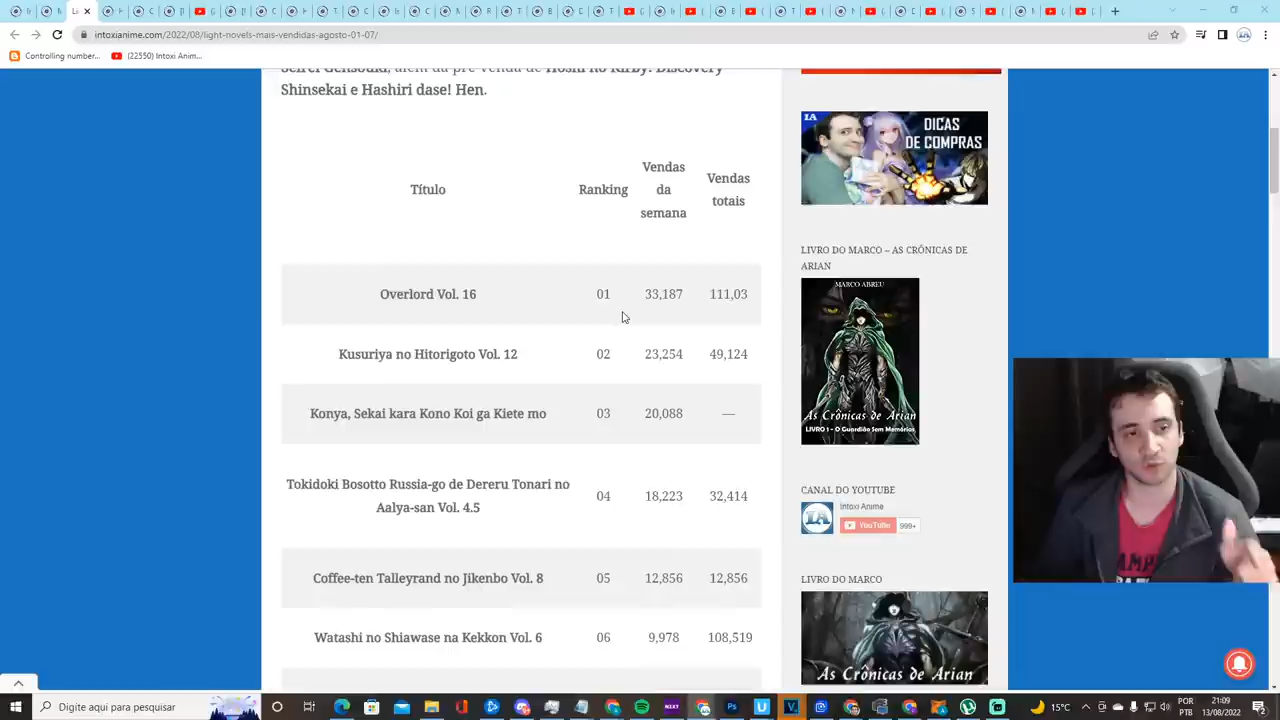 intoxianime.com/2022/08/light-novels-mais-vendidas-agosto-01-07/
Controlling number...
(22550) Intoxi Anim...
Seirei Gensouki, além da pré-venda de Hoshi no Kirby! Discovery
Shinsekai e Hashiri dase! Hen.
Título
Ranking
Vendas
da
semana
Vendas
totais
Overlord Vol. 16
01
33,187
111,03
Kusuriya no Hitorigoto Vol. 12
02
23,254
49,124
Konya, Sekai kara Kono Koi ga Kiete mo
03
20,088
—
Tokidoki Bosotto Russia-go de Dereru Tonari no
Aalya-san Vol. 4.5
04
18,223
32,414
Coffee-ten Talleyrand no Jikenbo Vol. 8
05
12,856
12,856
Watashi no Shiawase na Kekkon Vol. 6
06
9,978
108,519
IA
DICAS
DE COMPRAS
LIVRO DO MARCO – AS CRÔNICAS DE
ARIAN
MARCO ABREU
As Crônicas de Arian
LIVRO 1 - O Guardião Sem Memórias
CANAL DO YOUTUBE
IA
Intoxi Anime
YouTube
999+
LIVRO DO MARCO
As Crônicas de Arian
Digite aqui para pesquisar
NEXT
15°C
POR
PTB
21:09
13/08/2022